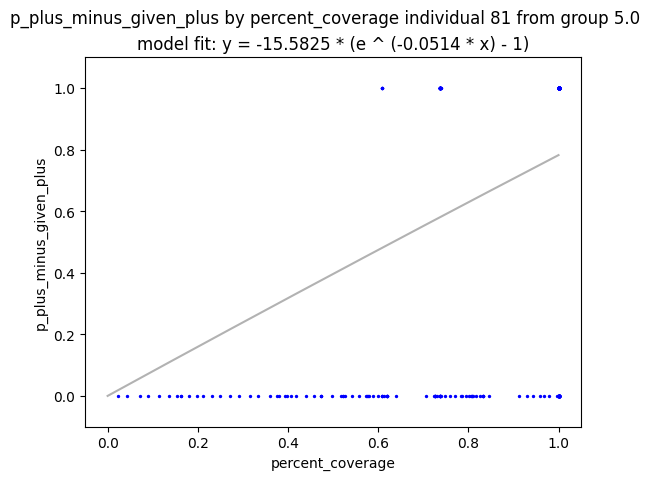 p_plus_minus_given_plus by percent_coverage individual 81 from group 5.0
model fit: y = -15.5825 * (e ^ (-0.0514 * x) - 1)
1.0
0.8
0.6
0.4
0.2
0.0
p_plus_minus_given_plus
0.0 0.2 0.4 0.6 0.8 1.0
percent_coverage